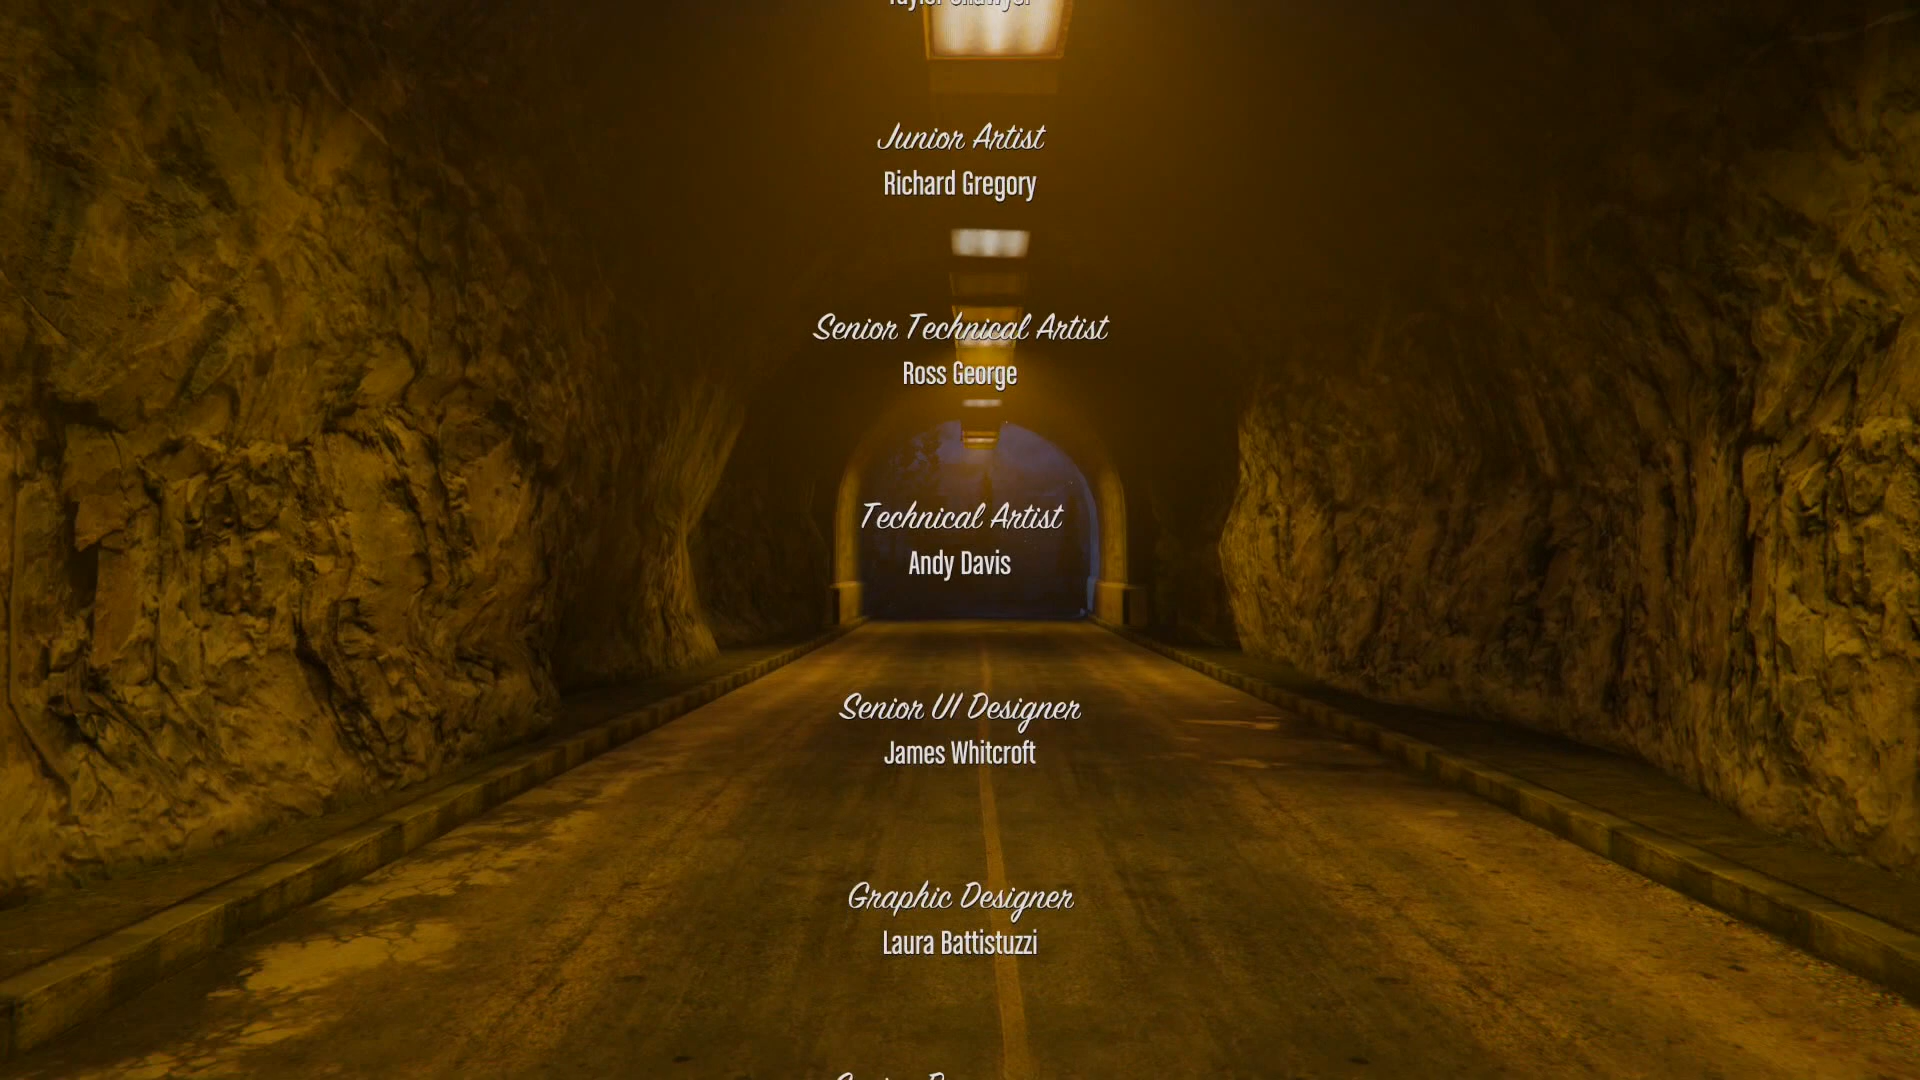 Junior Artist
Richard Gregory
Senior Technical Artist
Ross George
Technical Artist
Andy Davis
Senior UI Designer
James Whitcroft
Graphic Designer
Laura Battistuzzi